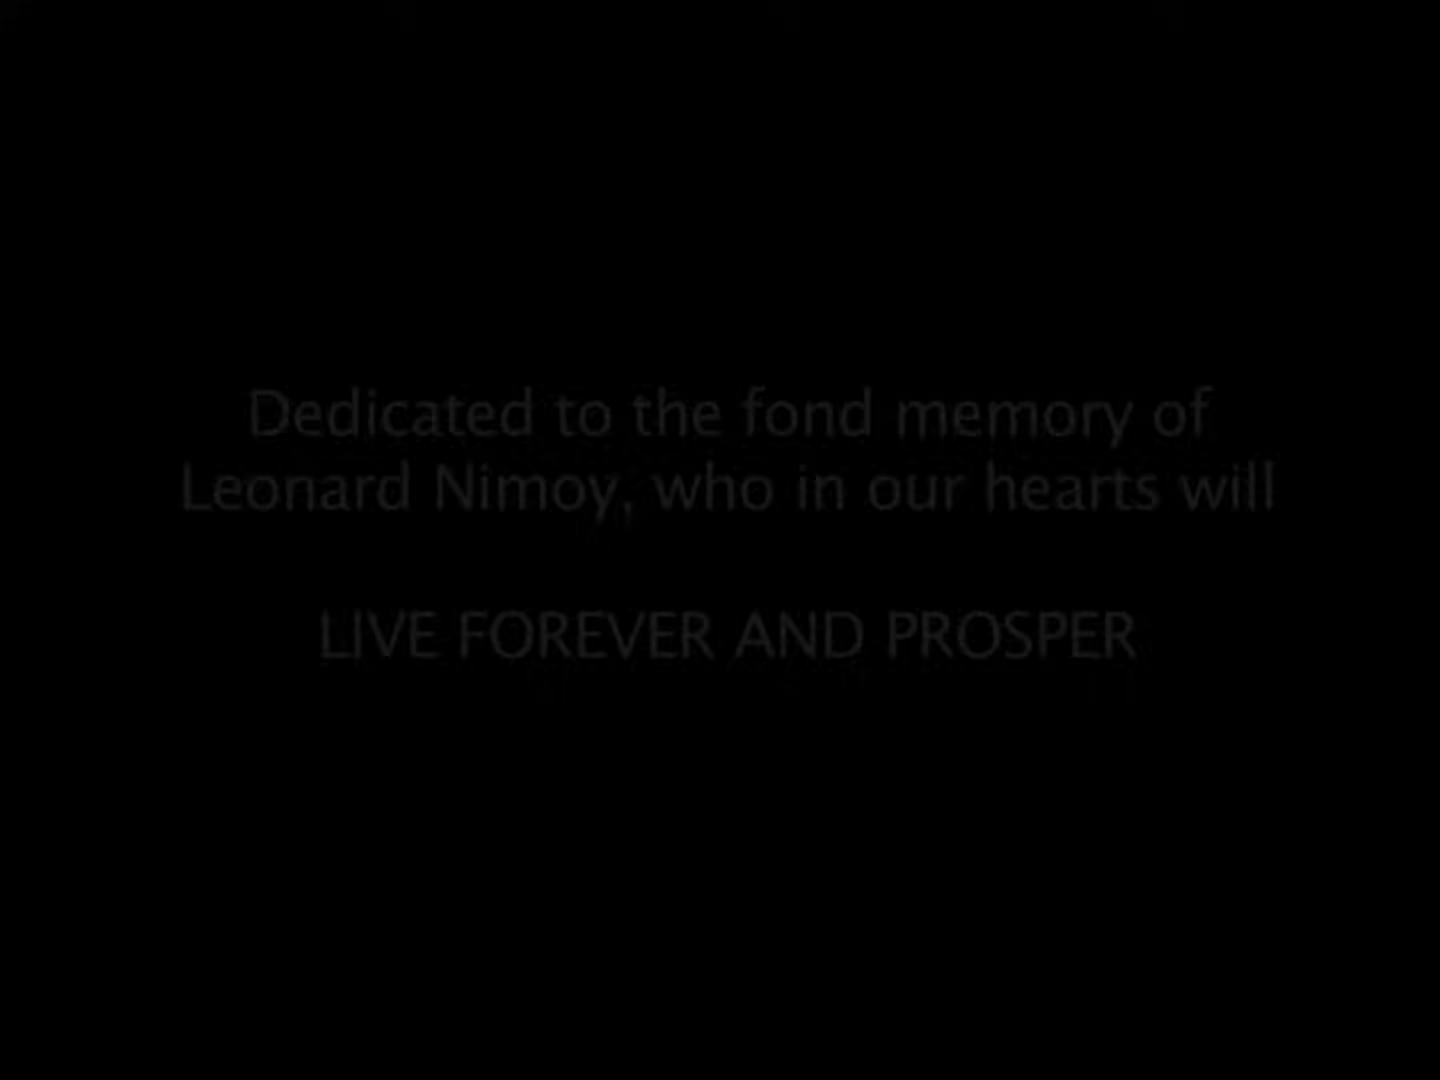 Dedicated to the fond memory of
Leonard Nimoy, who in our hearts will
LIVE FOREVER AND PROSPER